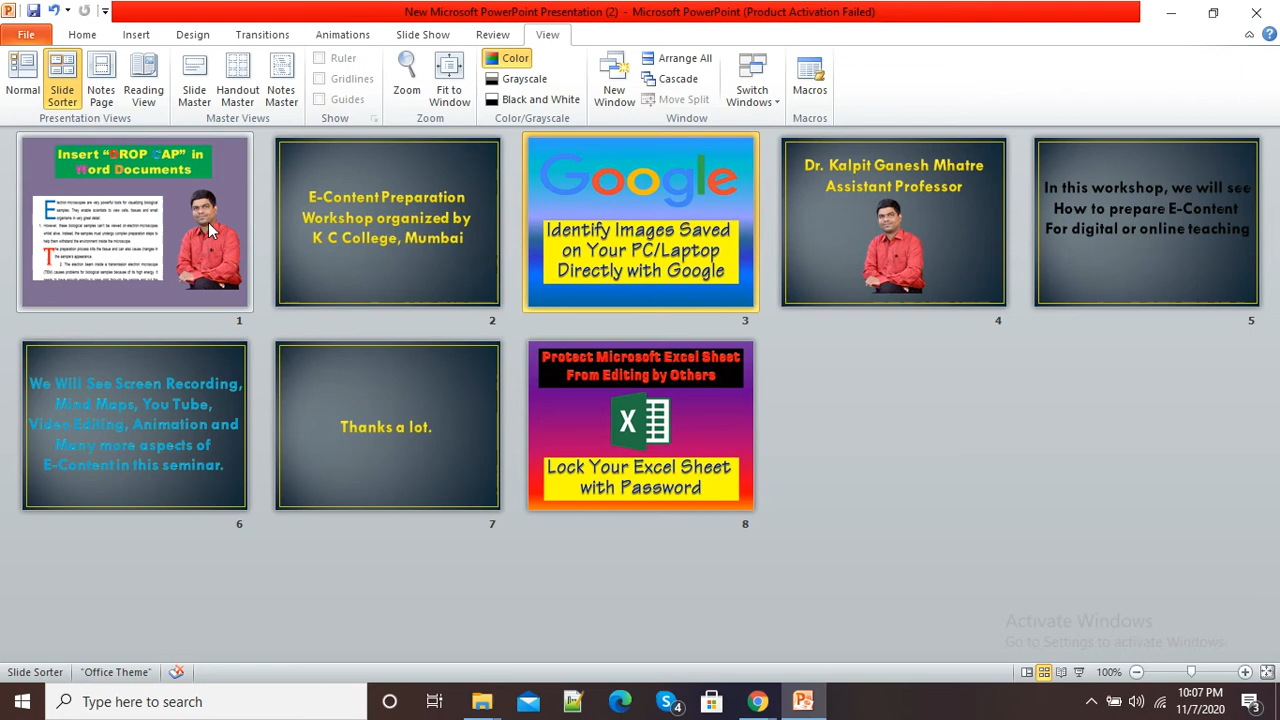 New Microsoft PowerPoint Presentation (2) - Microsoft PowerPoint (Product Activation Failed)
File Home Insert Design Transitions Animations Slide Show Review View
Ruler Color Arrange All
Gridlines Grayscale Cascade
Guides Black and White Move Split
Normal Slide Sorter Notes Page Reading View Slide Master Handout Master Notes Master Zoom Fit to Window New Window Switch Windows Macros
Presentation Views Master Views Show Zoom Color/Grayscale Window Macros
Insert "DROP CAP" in
Word Documents
1
E-Content Preparation
Workshop organized by
K C College, Mumbai
2
Google
Identify Images Saved
on Your PC/Laptop
Directly with Google
3
Dr. Kalpit Ganesh Mhatre
Assistant Professor
4
In this workshop, we will see
How to prepare E-Content
For digital or online teaching
5
We Will See Screen Recording,
Mind Maps, You Tube,
Video Editing, Animation and
Many more aspects of
E-Content in this seminar.
6
Thanks a lot.
7
Protect Microsoft Excel Sheet
From Editing by Others
X
Lock Your Excel Sheet
with Password
8
Activate Windows
Go to Settings to activate Windows.
Slide Sorter "Office Theme" 100%
Type here to search
4
10:07 PM
11/7/2020
3